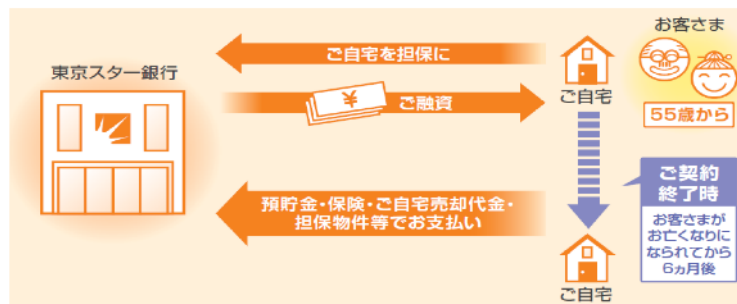 お客さま
東京スター銀行
ご自宅を担保に
¥
ご融資
ご自宅
55歳から
ご契約
終了時
お客さまが
お亡くなりに
なられてから
6ヵ月後
預貯金・保険・ご自宅売却代金・
担保物件等でお支払い
ご自宅